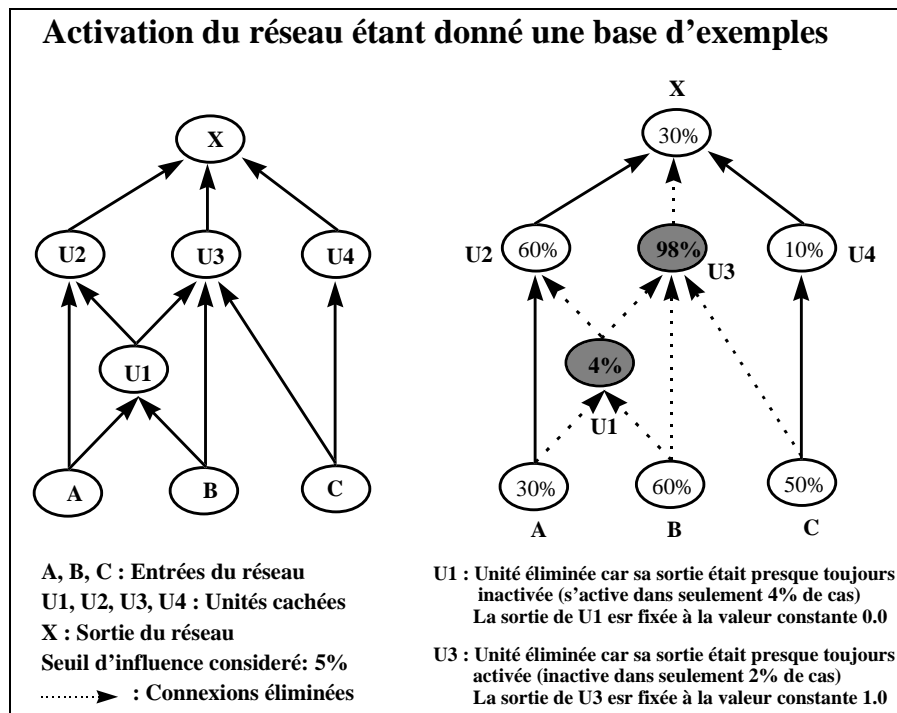 Activation du réseau étant donné une base d'exemples
X
U2
U3
U4
U1
A
B
C
X
30%
U2
60%
98%
U3
10%
U4
4%
U1
30%
60%
50%
A
B
C
A, B, C : Entrées du réseau
U1, U2, U3, U4 : Unités cachées
X : Sortie du réseau
Seuil d'influence consideré: 5%
: Connexions éliminées
U1 : Unité éliminée car sa sortie était presque toujours
inactivée (s'active dans seulement 4% de cas)
La sortie de U1 esr fixée à la valeur constante 0.0
U3 : Unité éliminée car sa sortie était presque toujours
activée (inactive dans seulement 2% de cas)
La sortie de U3 esr fixée à la valeur constante 1.0